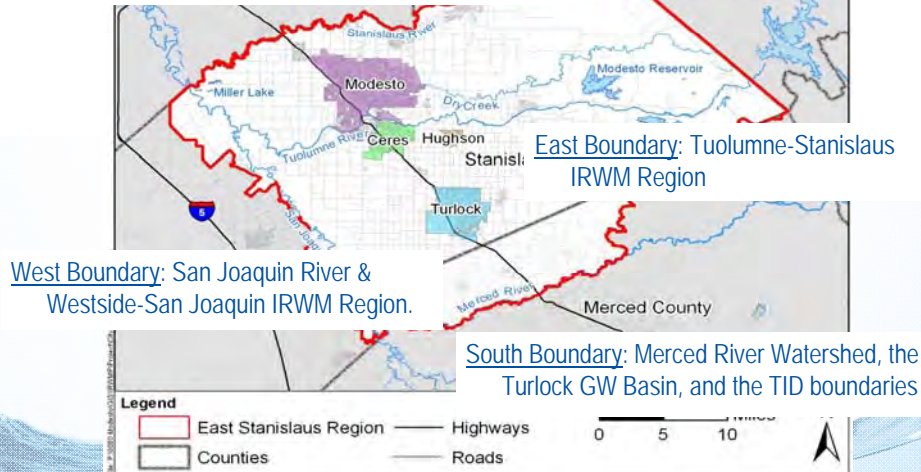 Stanislaus River
Modesto
Modesto Reservoir
Miller Lake
Dry Creek
Tuolumne River
Ceres
Hughson
East Boundary: Tuolumne-Stanislaus
IRWM Region
Turlock
5
West Boundary: San Joaquin River &
Westside-San Joaquin IRWM Region.
Merced River
Merced County
South Boundary: Merced River Watershed, the
Turlock GW Basin, and the TID boundaries
Legend
East Stanislaus Region
Highways
Counties
Roads
0 5 10